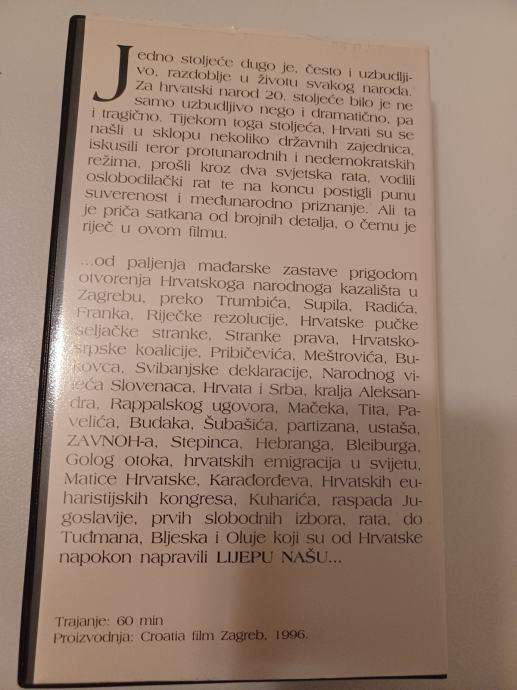 Jedno stoljeće dugo je, često i uzbudlji-
vo, razdoblje u životu svakog naroda.
Za hrvatski narod 20. stoljeće bilo je ne
samo uzbudljivo nego i dramatično, pa
i tragično. Tijekom toga stoljeća, Hrvati su se
našli u sklopu nekoliko državnih zajednica,
iskusili teror protunarodnih i nedemokratskih
režima, prošli kroz dva svjetska rata, vodili
oslobodilački rat te na koncu postigli punu
suverenost i međunarodno priznanje. Ali ta
je priča satkana od brojnih detalja, o čemu je
riječ u ovom filmu.
...od paljenja mađarske zastave prigodom
otvorenja Hrvatskoga narodnoga kazališta u
Zagrebu, preko Trumbića, Supila, Radića,
Franka, Riječke rezolucije, Hrvatske pučke
seljačke stranke, Stranke prava, Hrvatsko-
srpske koalicije, Pribičevića, Meštrovića, Bu-
kovca, Svibanjske deklaracije, Narodnog vi-
jeća Slovenaca, Hrvata i Srba, kralja Aleksan-
dra, Rappalskog ugovora, Mačeka, Tita, Pa-
velića, Budaka, Šubašića, partizana, ustaša,
ZAVNOH-a, Stepinca, Hebranga, Bleiburga,
Golog otoka, hrvatskih emigracija u svijetu,
Matice Hrvatske, Karađorđeva, Hrvatskih eu-
haristijskih kongresa, Kuharića, raspada Ju-
goslavije, prvih slobodnih izbora, rata, do
Tuđmana, Bljeska i Oluje koji su od Hrvatske
napokon napravili LIJEPU NAŠU...
Trajanje: 60 min
Proizvodnja: Croatia film Zagreb, 1996.